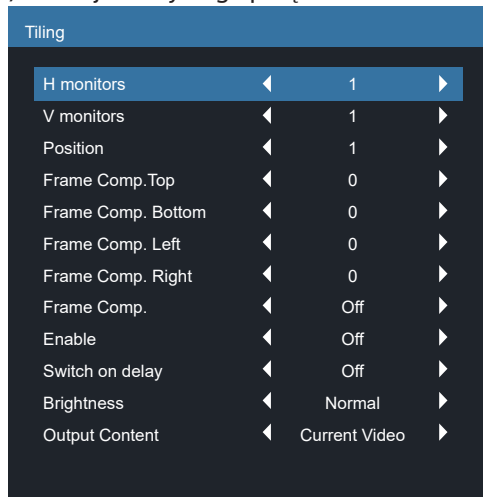 Tiling
H monitors 1
V monitors 1
Position 1
Frame Comp.Top 0
Frame Comp. Bottom 0
Frame Comp. Left 0
Frame Comp. Right 0
Frame Comp. Off
Enable Off
Switch on delay Off
Brightness Normal
Output Content Current Video